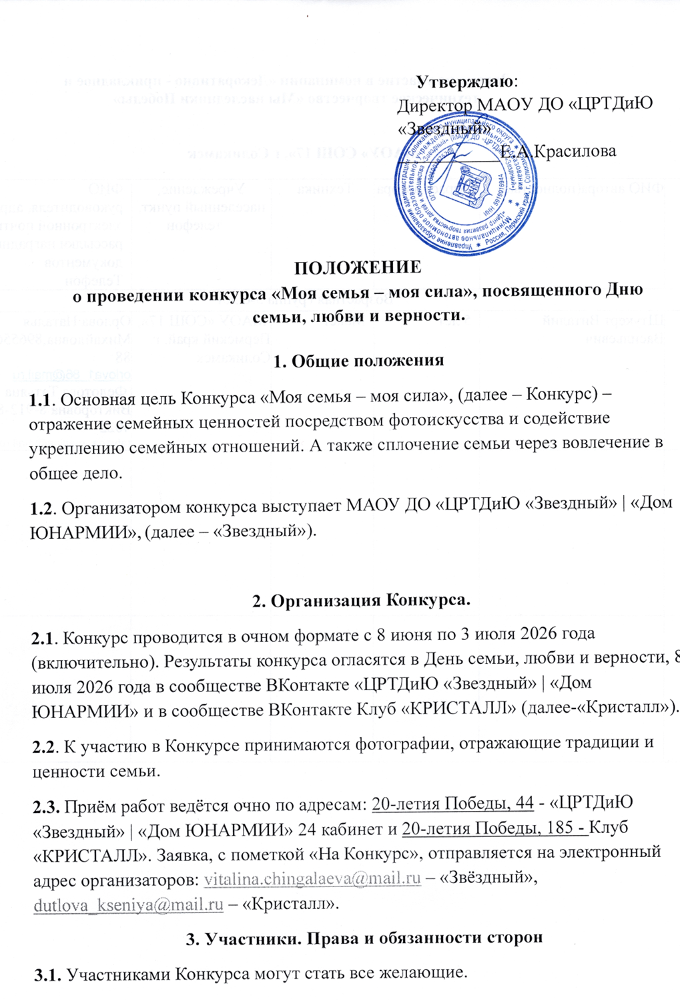 Утверждаю:
Директор МАОУ ДО «ЦРТДиЮ
«Звездный»
Е.А.Красилова
ПОЛОЖЕНИЕ
о проведении конкурса «Моя семья – моя сила», посвященного Дню
семьи, любви и верности.
1. Общие положения
1.1. Основная цель Конкурса «Моя семья – моя сила», (далее – Конкурс) –
отражение семейных ценностей посредством фотоискусства и содействие
укреплению семейных отношений. А также сплочение семьи через вовлечение в
общее дело.
1.2. Организатором конкурса выступает МАОУ ДО «ЦРТДиЮ «Звездный» | «Дом
ЮНАРМИИ», (далее – «Звездный»).
2. Организация Конкурса.
2.1. Конкурс проводится в очном формате с 8 июня по 3 июля 2026 года
(включительно). Результаты конкурса огласятся в День семьи, любви и верности, 8
июля 2026 года в сообществе ВКонтакте «ЦРТДиЮ «Звездный» | «Дом
ЮНАРМИИ» и в сообществе ВКонтакте Клуб «КРИСТАЛЛ» (далее-«Кристалл»).
2.2. К участию в Конкурсе принимаются фотографии, отражающие традиции и
ценности семьи.
2.3. Приём работ ведётся очно по адресам: 20-летия Победы, 44 - «ЦРТДиЮ
«Звездный» | «Дом ЮНАРМИИ» 24 кабинет и 20-летия Победы, 185 - Клуб
«КРИСТАЛЛ». Заявка, с пометкой «На Конкурс», отправляется на электронный
адрес организаторов: vitalina.chingalaeva@mail.ru – «Звёздный»,
dutlova_kseniya@mail.ru – «Кристалл».
3. Участники. Права и обязанности сторон
3.1. Участниками Конкурса могут стать все желающие.